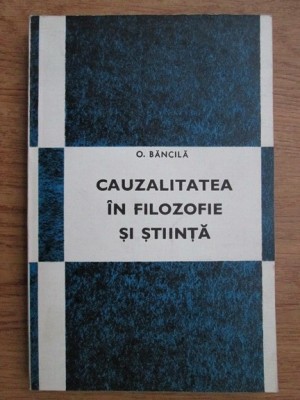 O. BĂNCILĂ
CAUZALITATEA
ÎN FILOZOFIE
ȘI ȘTIINȚĂ